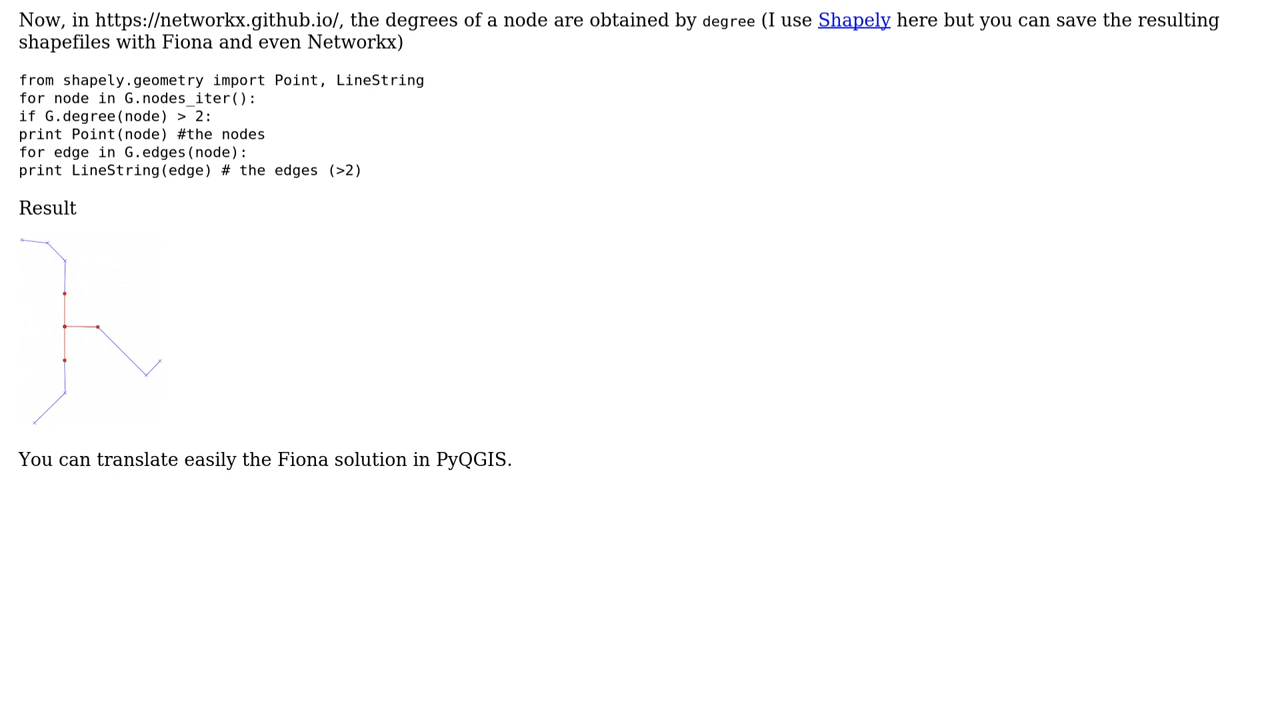 Now, in https://networkx.github.io/, the degrees of a node are obtained by degree (I use Shapely here but you can save the resulting
shapefiles with Fiona and even Networkx)
from shapely.geometry import Point, LineString
for node in G.nodes_iter():
if G.degree(node) > 2:
print Point(node) #the nodes
for edge in G.edges(node):
print LineString(edge) # the edges (>2)
Result
You can translate easily the Fiona solution in PyQGIS.